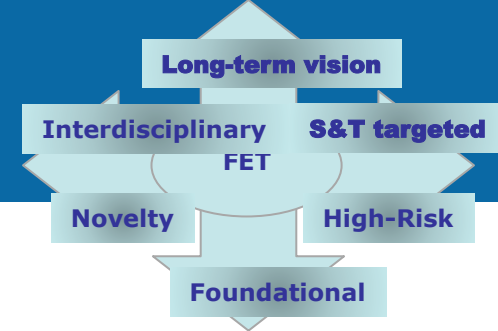 Long-term vision
Interdisciplinary
S&T targeted
FET
Novelty
High-Risk
Foundational